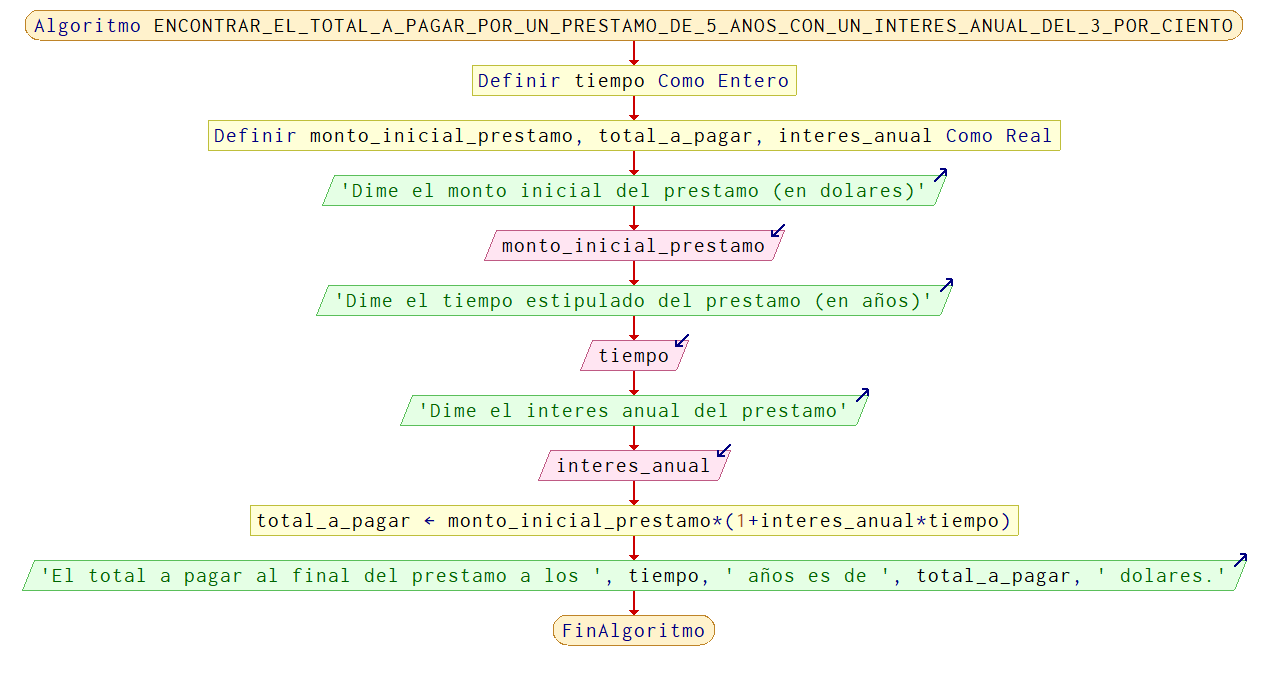 Algoritmo ENCONTRAR_EL_TOTAL_A_PAGAR_POR_UN_PRESTAMO_DE_5_ANOS_CON_UN_INTERES_ANUAL_DEL_3_POR_CIENTO
Definir tiempo Como Entero
Definir monto_inicial_prestamo, total_a_pagar, interes_anual Como Real
'Dime el monto inicial del prestamo (en dolares)'
monto_inicial_prestamo
'Dime el tiempo estipulado del prestamo (en años)'
tiempo
'Dime el interes anual del prestamo'
interes_anual
total_a_pagar ← monto_inicial_prestamo*(1+interes_anual*tiempo)
'El total a pagar al final del prestamo a los ', tiempo, ' años es de ', total_a_pagar, ' dolares.'
FinAlgoritmo